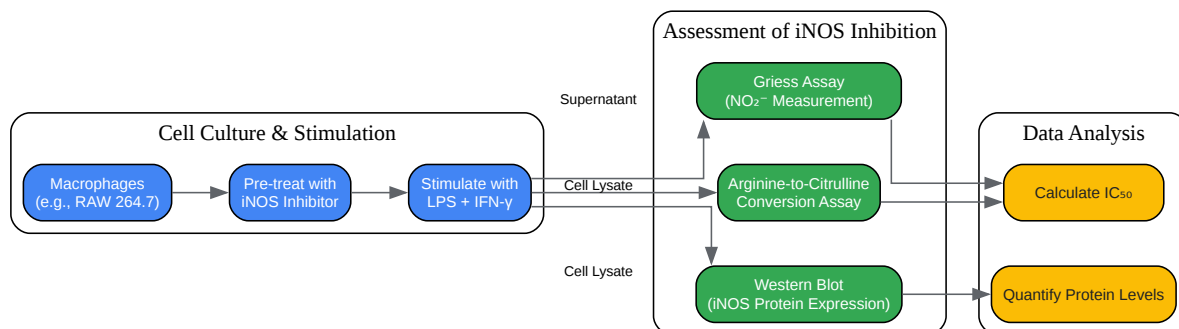 Cell Culture & Stimulation
Macrophages
(e.g., RAW 264.7)
Pre-treat with
iNOS Inhibitor
Stimulate with
LPS + IFN-γ
Supernatant
Cell Lysate
Cell Lysate
Assessment of iNOS Inhibition
Griess Assay
(NO₂⁻ Measurement)
Arginine-to-Citrulline
Conversion Assay
Western Blot
(iNOS Protein Expression)
Data Analysis
Calculate IC₅₀
Quantify Protein Levels